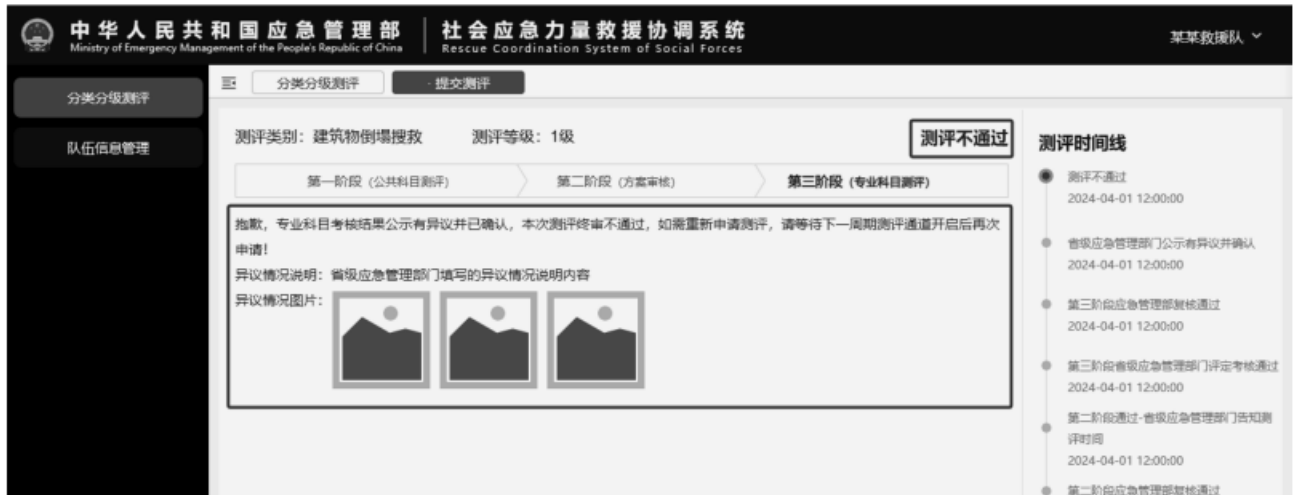 中华人民共和国应急管理部
Ministry of Emergency Management of the People's Republic of China
社会应急力量救援协调系统
Rescue Coordination System of Social Forces
某某救援队
分类分级测评
队伍信息管理
分类分级测评
· 提交测评
测评类别：建筑物倒塌搜救 测评等级：1级
测评不通过
第一阶段（公共科目测评）
第二阶段（方案审核）
第三阶段（专业科目测评）
抱歉，专业科目考核结果公示有异议并已确认，本次测评终审不通过，如需重新申请测评，请等待下一周期测评通道开启后再次
申请!
异议情况说明：省级应急管理部门填写的异议情况说明内容
异议情况图片：
测评时间线
测评不通过
2024-04-01 12:00:00
省级应急管理部门公示有异议并确认
2024-04-01 12:00:00
第三阶段应急管理部复核通过
2024-04-01 12:00:00
第三阶段省级应急管理部门评定考核通过
2024-04-01 12:00:00
第二阶段通过-省级应急管理部门告知测
评时间
2024-04-01 12:00:00
第二阶段应急管理部复核通过